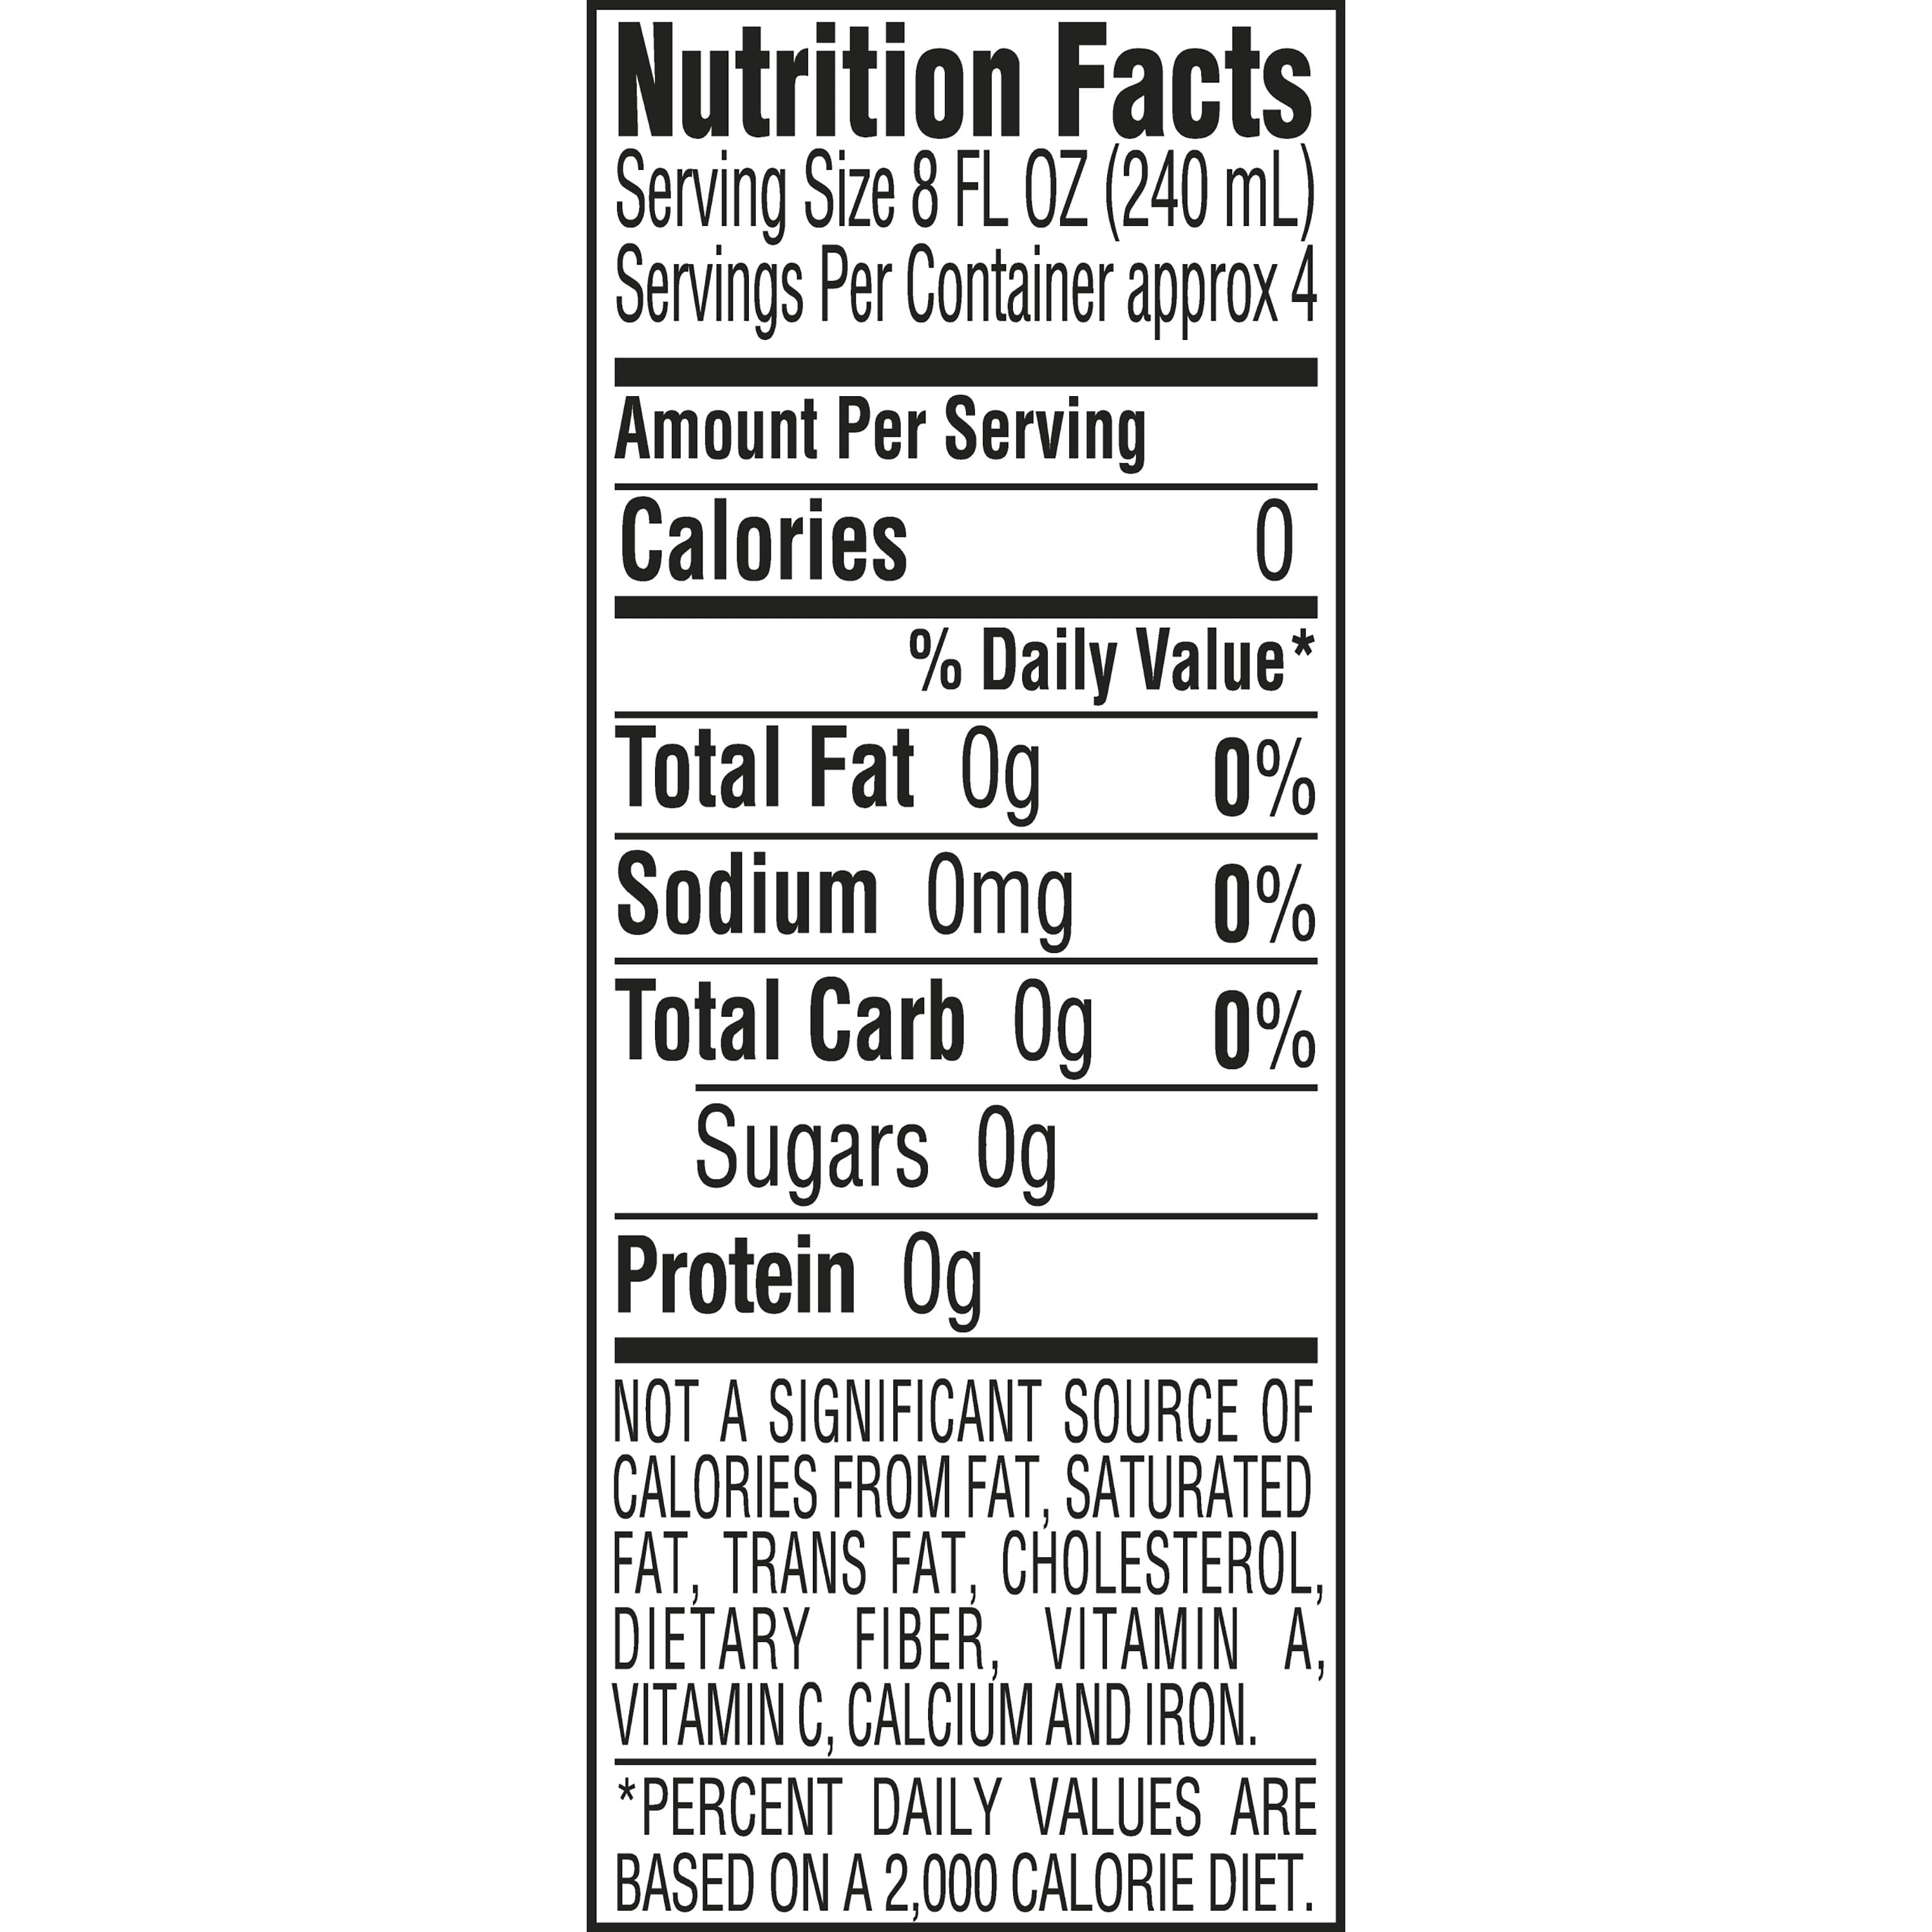 Nutrition Facts
Serving Size 8 FL OZ (240 mL)
Servings Per Container approx 4
Amount Per Serving
Calories 0
% Daily Value*
Total Fat 0g 0%
Sodium 0mg 0%
Total Carb 0g 0%
Sugars 0g
Protein 0g
NOT A SIGNIFICANT SOURCE OF
CALORIES FROM FAT, SATURATED
FAT, TRANS FAT, CHOLESTEROL,
DIETARY FIBER, VITAMIN A,
VITAMIN C, CALCIUM AND IRON.
*PERCENT DAILY VALUES ARE
BASED ON A 2,000 CALORIE DIET.